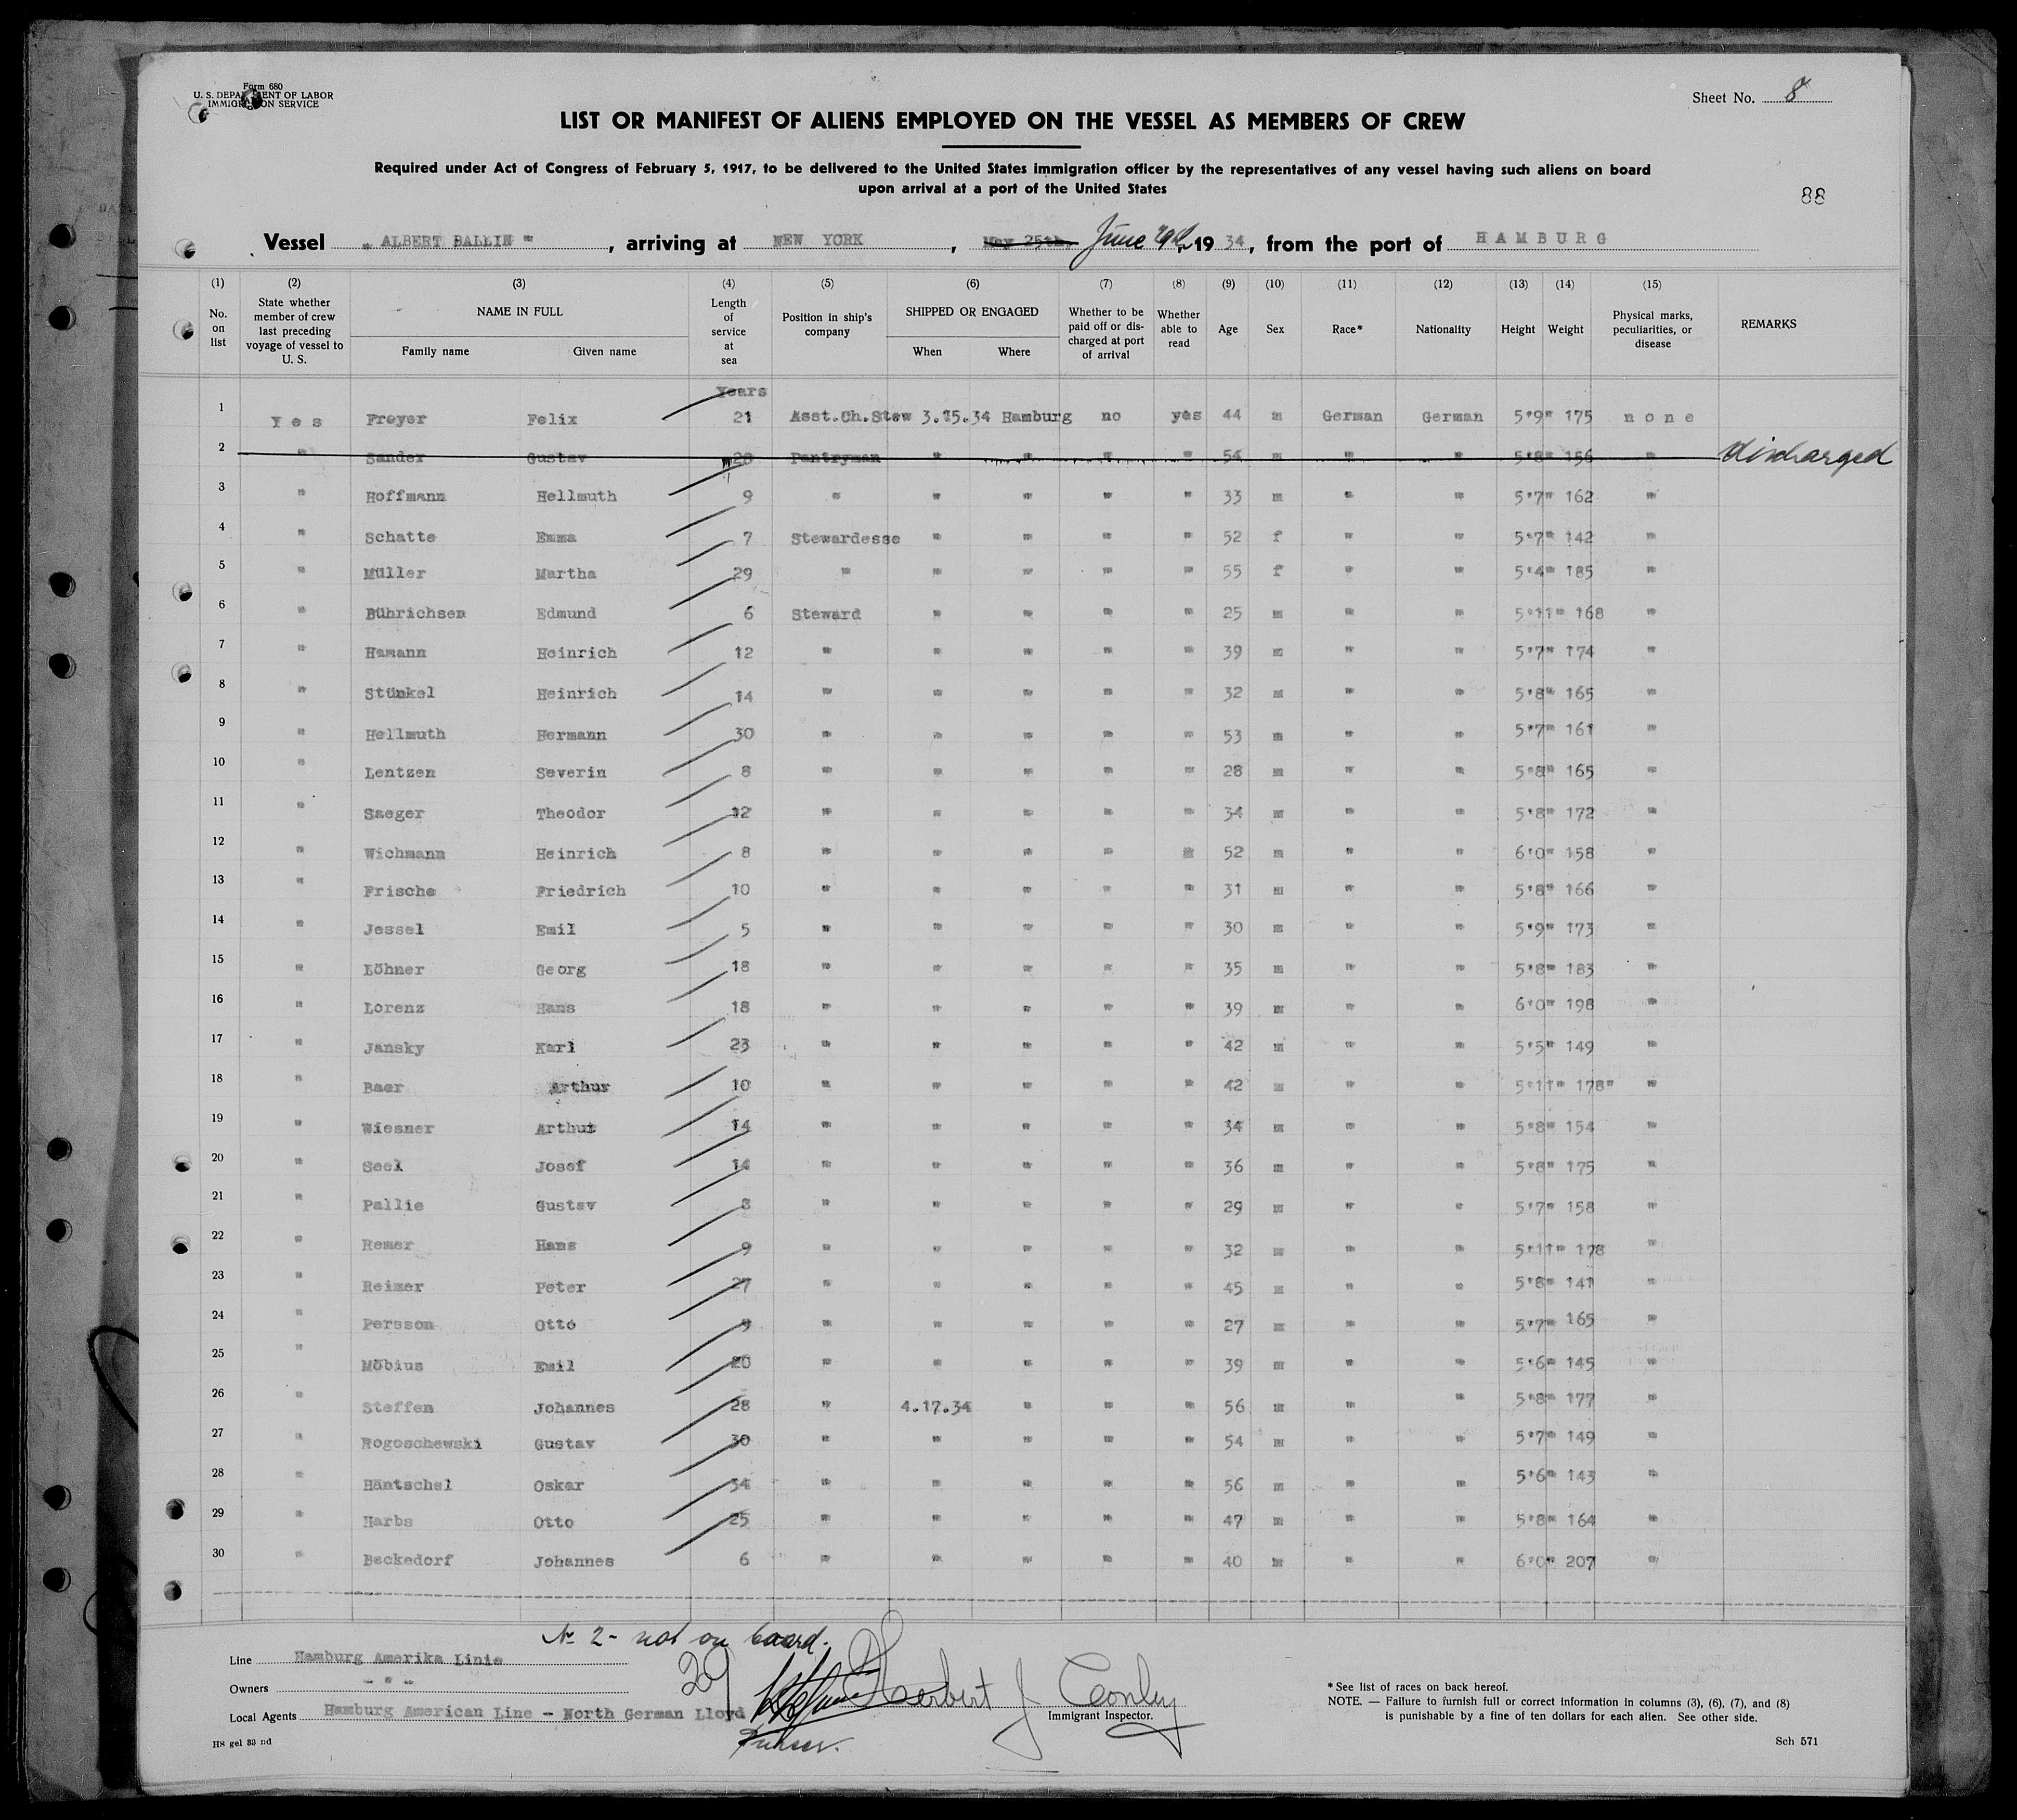 Form 680
U. S. DEPARTMENT OF LABOR
IMMIGRATION SERVICE
Sheet No. 8
LIST OR MANIFEST OF ALIENS EMPLOYED ON THE VESSEL AS MEMBERS OF CREW
Required under Act of Congress of February 5, 1917, to be delivered to the United States immigration officer by the representatives of any vessel having such aliens on board
upon arrival at a port of the United States
88
Vessel "ALBERT BALLIN", arriving at NEW YORK, May 25th. June 29th, 1934, from the port of HAMBURG
(1) (2) (3) (4) (5) (6) (7) (8) (9) (10) (11) (12) (13) (14) (15)
No. on list State whether member of crew last preceding voyage of vessel to U. S. NAME IN FULL Family name Given name Length of service at sea Position in ship's company SHIPPED OR ENGAGED When Where Whether to be paid off or discharged at port of arrival Whether able to read Age Sex Race* Nationality Height Weight Physical marks, peculiarities, or disease REMARKS
Years
1 Yes Freyer Felix 21 Asst.Ch.Stew 3.15.34 Hamburg no yes 44 m German German 5'9" 175 none
2 " Sander Gustav 28 Pantryman " " " " 54 m " " 5'8" 156 " discharged
3 " Hoffmann Hellmuth 9 " " " " " 33 m " " 5'7" 162 "
4 " Schatte Emma 7 Stewardesse " " " " 52 f " " 5'7" 142 "
5 " Müller Martha 29 " " " " " 55 f " " 5'4" 185 "
6 " Bührichsen Edmund 6 Steward " " " " 25 m " " 5'11" 168 "
7 " Hamann Heinrich 12 " " " " " 39 m " " 5'7" 174 "
8 " Stünkel Heinrich 14 " " " " " 32 m " " 5'8" 165 "
9 " Hellmuth Hermann 30 " " " " " 53 m " " 5'7" 161 "
10 " Lentzen Severin 8 " " " " " 28 m " " 5'8" 165 "
11 " Saeger Theodor 12 " " " " " 34 m " " 5'8" 172 "
12 " Wichmann Heinrich 8 " " " " " 52 m " " 6'0" 158 "
13 " Frische Friedrich 10 " " " " " 31 m " " 5'8" 166 "
14 " Jessel Emil 5 " " " " " 30 m " " 5'9" 173 "
15 " Löhner Georg 18 " " " " " 35 m " " 5'8" 183 "
16 " Lorenz Hans 18 " " " " " 39 m " " 6'0" 198 "
17 " Jansky Karl 23 " " " " " 42 m " " 5'5" 149 "
18 " Baer Arthur 10 " " " " " 42 m " " 5'11" 178" "
19 " Wiesner Arthur 14 " " " " " 34 m " " 5'8" 154 "
20 " Seel Josef 14 " " " " " 36 m " " 5'8" 175 "
21 " Pallie Gustav 8 " " " " " 29 m " " 5'7" 158 "
22 " Remer Hans 9 " " " " " 32 m " " 5'11" 178 "
23 " Reimer Peter 27 " " " " " 45 m " " 5'8" 141 "
24 " Persson Otto 9 " " " " " 27 m " " 5'7" 165 "
25 " Möbius Emil 20 " " " " " 39 m " " 5'6" 145 "
26 " Steffen Johannes 28 " 4.17.34 " " " 56 m " " 5'8" 177 "
27 " Rogoschewski Gustav 30 " " " " " 54 m " " 5'7" 149 "
28 " Häntschel Oskar 34 " " " " " 56 m " " 5'6" 143 "
29 " Harbs Otto 25 " " " " " 47 m " " 5'8" 164 "
30 " Beckedorf Johannes 6 " " " " " 40 m " " 6'0" 207 "
No 2 - not on board.
Line Hamburg Amerika Linie
Owners " " "
Local Agents Hamburg American Line - North German Lloyd
29
Purser.
Herbert J Conley
Immigrant Inspector.
* See list of races on back hereof.
NOTE. — Failure to furnish full or correct information in columns (3), (6), (7), and (8)
is punishable by a fine of ten dollars for each alien. See other side.
HS gel 33 nd
Sch 571